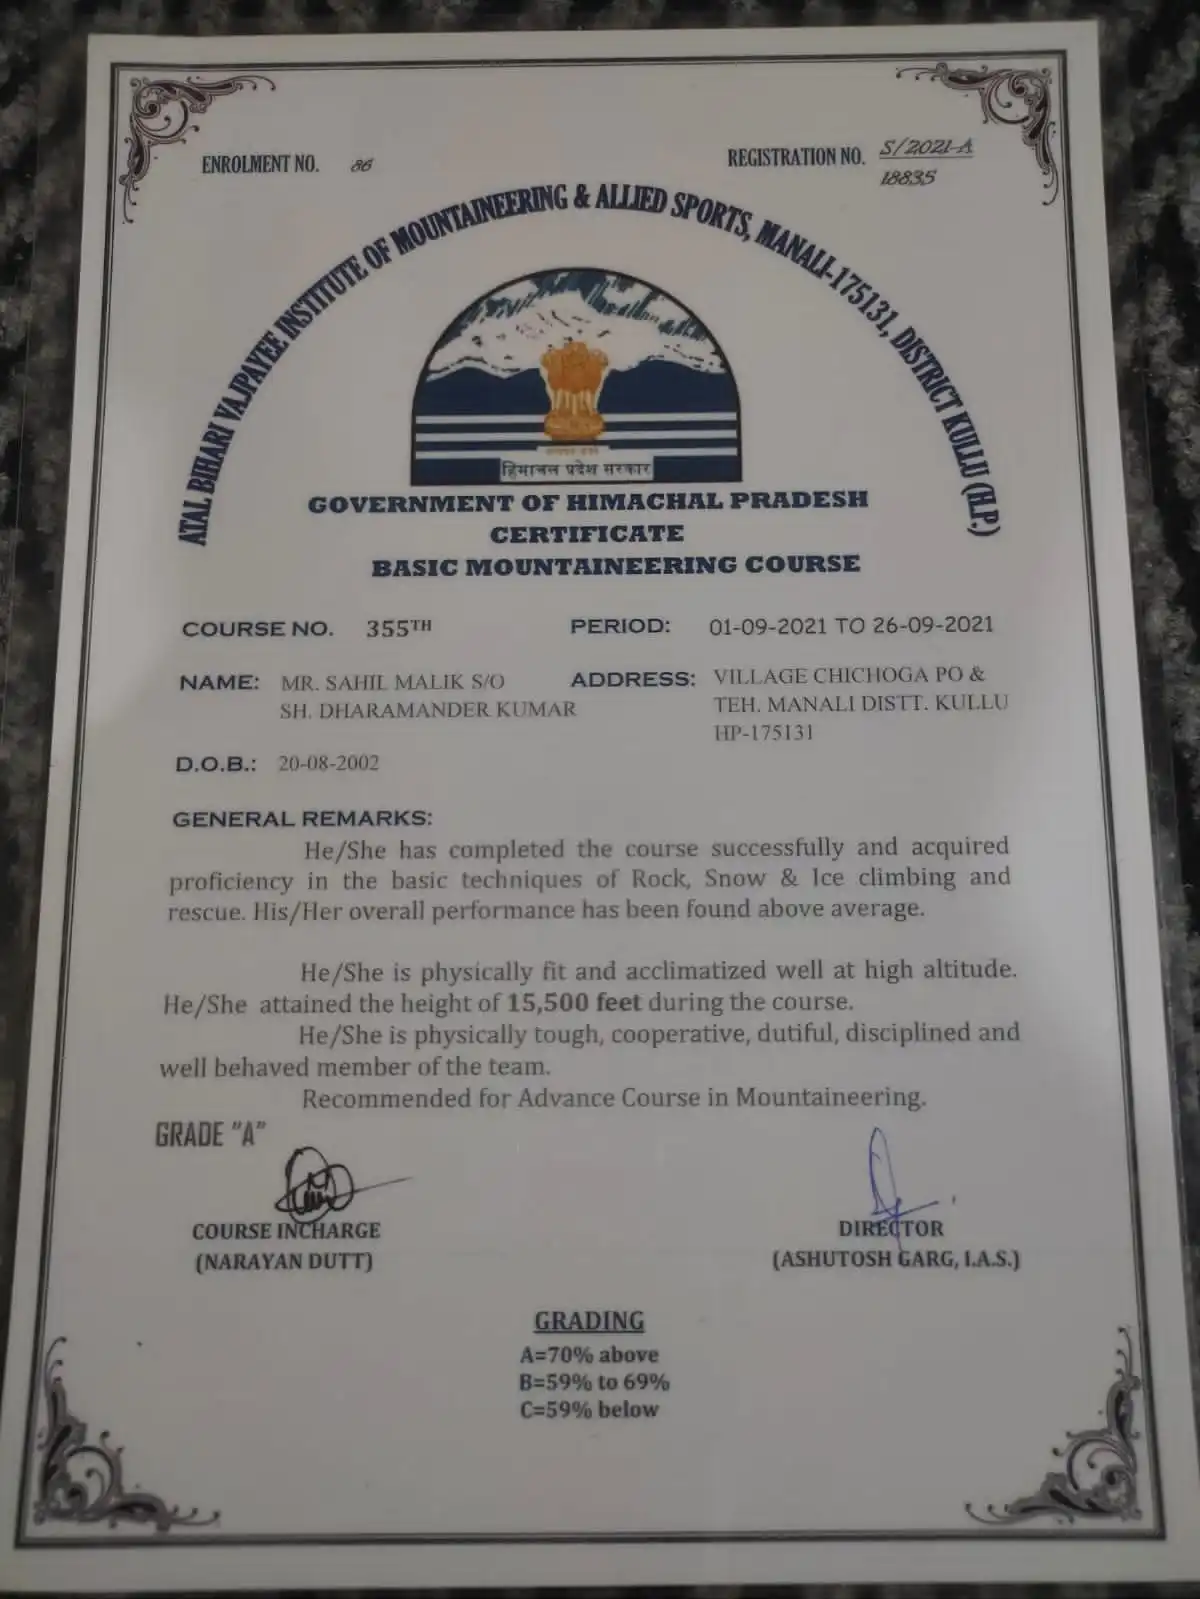 ENROLMENT NO. 86
REGISTRATION NO. S/2021-A
18835
ATAL BIHARI VAJPAYEE INSTITUTE OF MOUNTAINEERING & ALLIED SPORTS, MANALI-175131, DISTRICT KULLU (H.P.)
हिमाचल प्रदेश सरकार
GOVERNMENT OF HIMACHAL PRADESH
CERTIFICATE
BASIC MOUNTAINEERING COURSE
COURSE NO. 355TH PERIOD: 01-09-2021 TO 26-09-2021
NAME: MR. SAHIL MALIK S/O
SH. DHARAMANDER KUMAR
ADDRESS: VILLAGE CHICHOGA PO &
TEH. MANALI DISTT. KULLU
HP-175131
D.O.B.: 20-08-2002
GENERAL REMARKS:
He/She has completed the course successfully and acquired
proficiency in the basic techniques of Rock, Snow & Ice climbing and
rescue. His/Her overall performance has been found above average.
He/She is physically fit and acclimatized well at high altitude.
He/She attained the height of 15,500 feet during the course.
He/She is physically tough, cooperative, dutiful, disciplined and
well behaved member of the team.
Recommended for Advance Course in Mountaineering.
GRADE "A"
COURSE INCHARGE
(NARAYAN DUTT)
DIRECTOR
(ASHUTOSH GARG, I.A.S.)
GRADING
A=70% above
B=59% to 69%
C=59% below